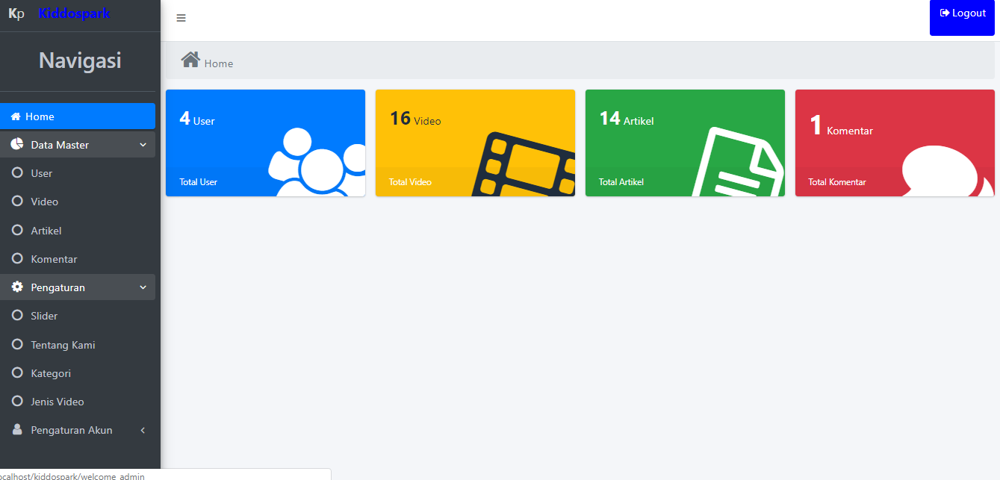 Kp Kiddospark
Logout
Navigasi
Home
Home
Data Master
User
Video
Artikel
Komentar
Pengaturan
Slider
Tentang Kami
Kategori
Jenis Video
Pengaturan Akun
4 User
Total User
16 Video
Total Video
14 Artikel
Total Artikel
1 Komentar
Total Komentar
ocalhost/kiddospark/welcome_admin